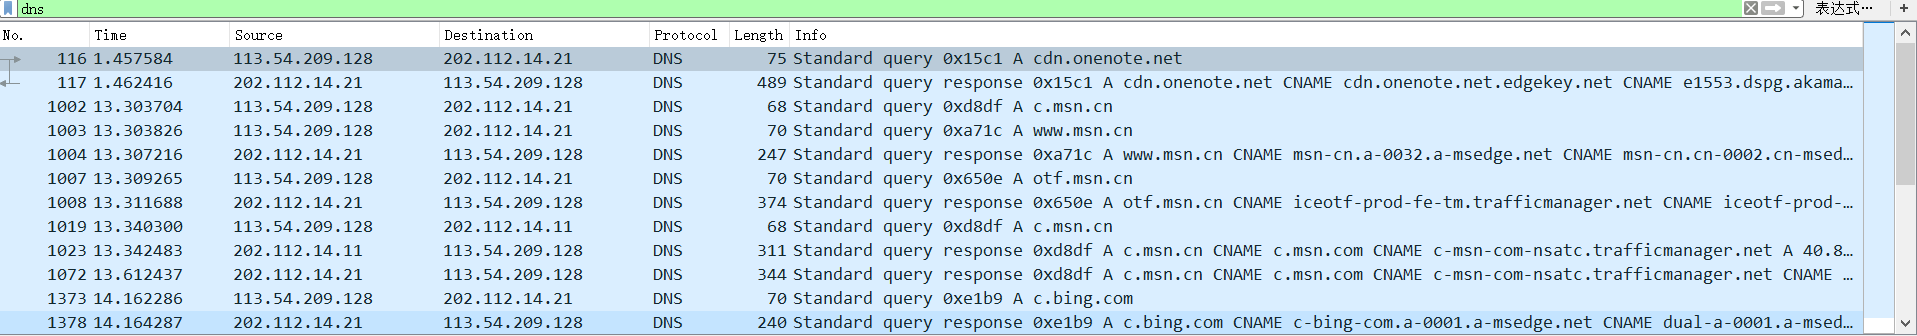 dns 表达式… +
No. Time Source Destination Protocol Length Info
116 1.457584 113.54.209.128 202.112.14.21 DNS 75 Standard query 0x15c1 A cdn.onenote.net
117 1.462416 202.112.14.21 113.54.209.128 DNS 489 Standard query response 0x15c1 A cdn.onenote.net CNAME cdn.onenote.net.edgekey.net CNAME e1553.dspg.akama…
1002 13.303704 113.54.209.128 202.112.14.21 DNS 68 Standard query 0xd8df A c.msn.cn
1003 13.303826 113.54.209.128 202.112.14.21 DNS 70 Standard query 0xa71c A www.msn.cn
1004 13.307216 202.112.14.21 113.54.209.128 DNS 247 Standard query response 0xa71c A www.msn.cn CNAME msn-cn.a-0032.a-msedge.net CNAME msn-cn.cn-0002.cn-msed…
1007 13.309265 113.54.209.128 202.112.14.21 DNS 70 Standard query 0x650e A otf.msn.cn
1008 13.311688 202.112.14.21 113.54.209.128 DNS 374 Standard query response 0x650e A otf.msn.cn CNAME iceotf-prod-fe-tm.trafficmanager.net CNAME iceotf-prod-…
1019 13.340300 113.54.209.128 202.112.14.11 DNS 68 Standard query 0xd8df A c.msn.cn
1023 13.342483 202.112.14.11 113.54.209.128 DNS 311 Standard query response 0xd8df A c.msn.cn CNAME c.msn.com CNAME c-msn-com-nsatc.trafficmanager.net A 40.8…
1072 13.612437 202.112.14.21 113.54.209.128 DNS 344 Standard query response 0xd8df A c.msn.cn CNAME c.msn.com CNAME c-msn-com-nsatc.trafficmanager.net CNAME …
1373 14.162286 113.54.209.128 202.112.14.21 DNS 70 Standard query 0xe1b9 A c.bing.com
1378 14.164287 202.112.14.21 113.54.209.128 DNS 240 Standard query response 0xe1b9 A c.bing.com CNAME c-bing-com.a-0001.a-msedge.net CNAME dual-a-0001.a-msed…